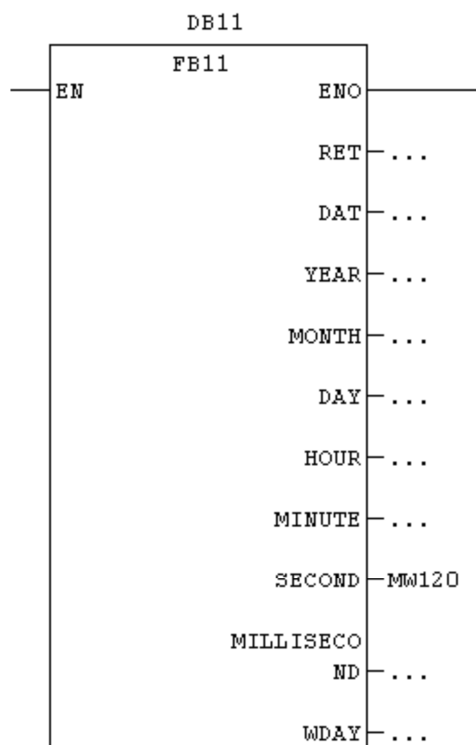 DB11
FB11
EN ENO
RET ...
DAT ...
YEAR ...
MONTH ...
DAY ...
HOUR ...
MINUTE ...
SECOND MW120
MILLISECO
ND ...
WDAY ...